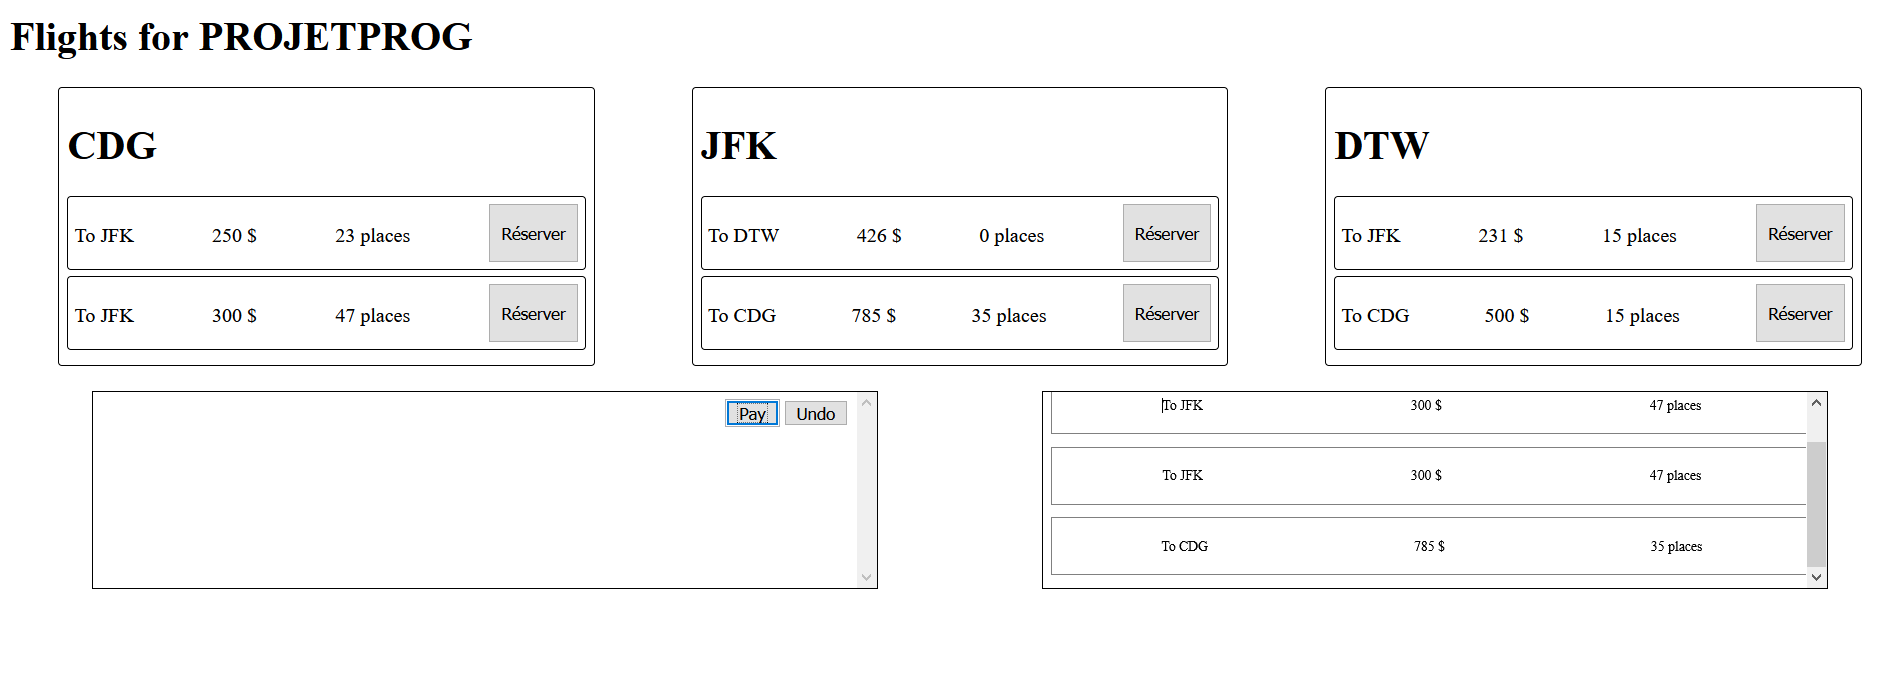 Flights for PROJETPROG
CDG
To JFK 250 $ 23 places Réserver
To JFK 300 $ 47 places Réserver
JFK
To DTW 426 $ 0 places Réserver
To CDG 785 $ 35 places Réserver
DTW
To JFK 231 $ 15 places Réserver
To CDG 500 $ 15 places Réserver
Pay Undo
To JFK 300 $ 47 places
To JFK 300 $ 47 places
To CDG 785 $ 35 places